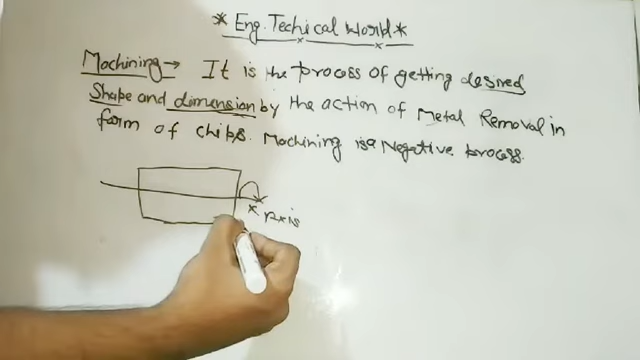 * Eng. Techical World *
Machining → It is the process of getting desired
Shape and dimension by the action of Metal Removal in
form of chips. Machining is a Negative process.
X Axis